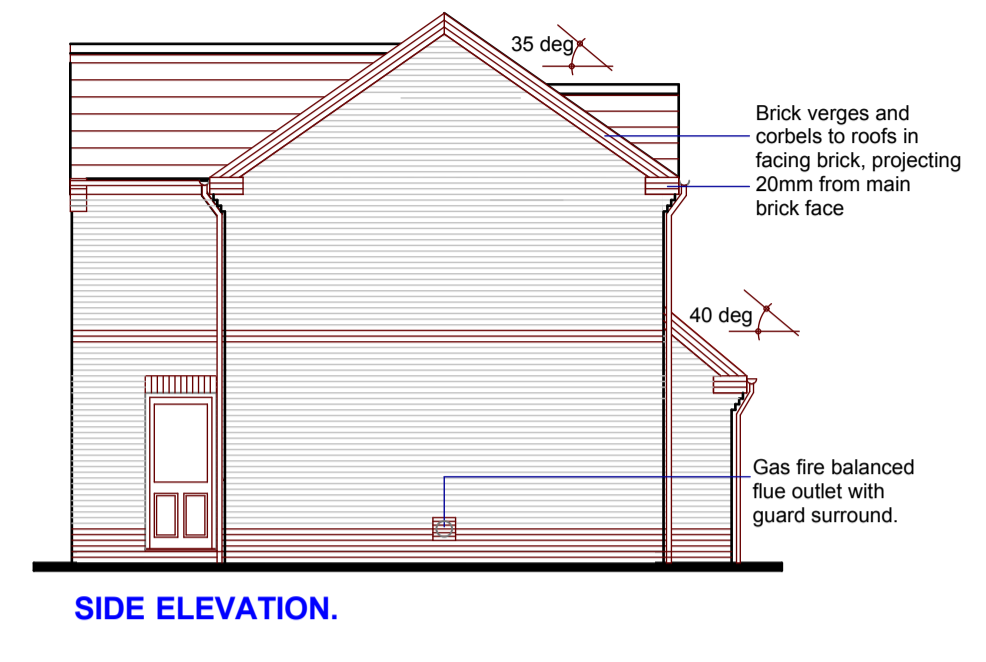 35 deg
Brick verges and
corbels to roofs in
facing brick, projecting
20mm from main
brick face
40 deg
Gas fire balanced
flue outlet with
guard surround.
SIDE ELEVATION.